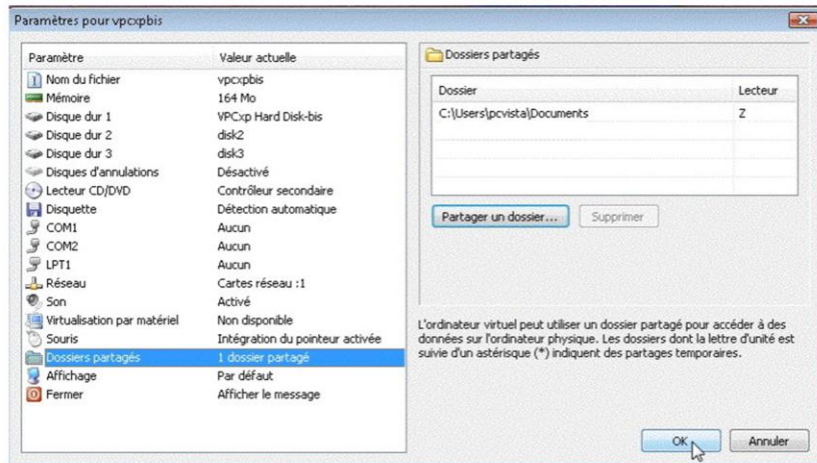 Paramètres pour vpcxpbis
Paramètre Valeur actuelle
Nom du fichier vpcxpbis
Mémoire 164 Mo
Disque dur 1 VPCxp Hard Disk-bis
Disque dur 2 disk2
Disque dur 3 disk3
Disques d'annulations Désactivé
Lecteur CD/DVD Contrôleur secondaire
Disquette Détection automatique
COM1 Aucun
COM2 Aucun
LPT1 Aucun
Réseau Cartes réseau :1
Son Activé
Virtualisation par matériel Non disponible
Souris Intégration du pointeur activée
Dossiers partagés 1 dossier partagé
Affichage Par défaut
Fermer Afficher le message
Dossiers partagés
Dossier Lecteur
C:\Users\pcvista\Documents Z
Partager un dossier... Supprimer
L'ordinateur virtuel peut utiliser un dossier partagé pour accéder à des
données sur l'ordinateur physique. Les dossiers dont la lettre d'unité est
suivie d'un astérisque (*) indiquent des partages temporaires.
OK Annuler